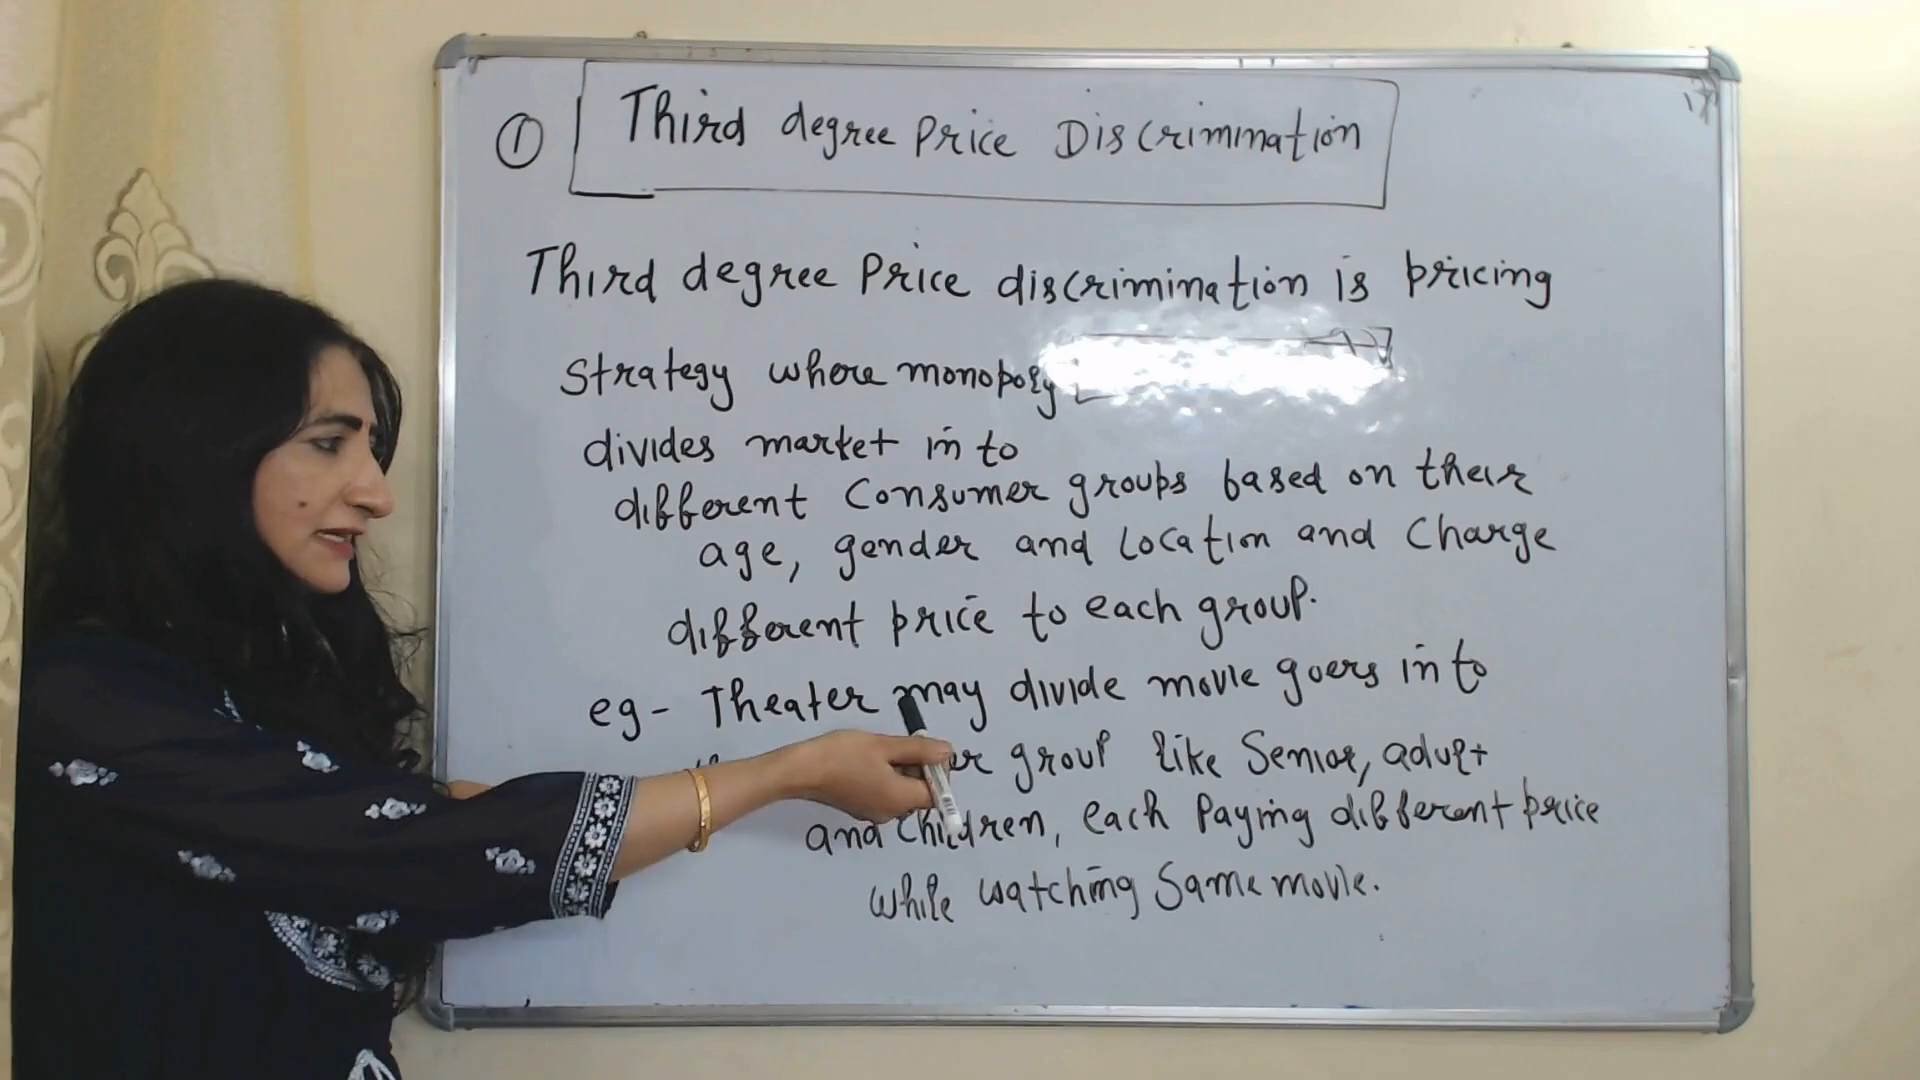 ① Third degree Price Discrimination
Third degree Price discrimination is pricing
Strategy where monopoly
divides market in to
different Consumer groups based on their
age, gender and Location and Charge
different price to each group.
eg- Theater may divide movie goers in to
group like Senior, adult
and children, each Paying different price
while watching Same movie.